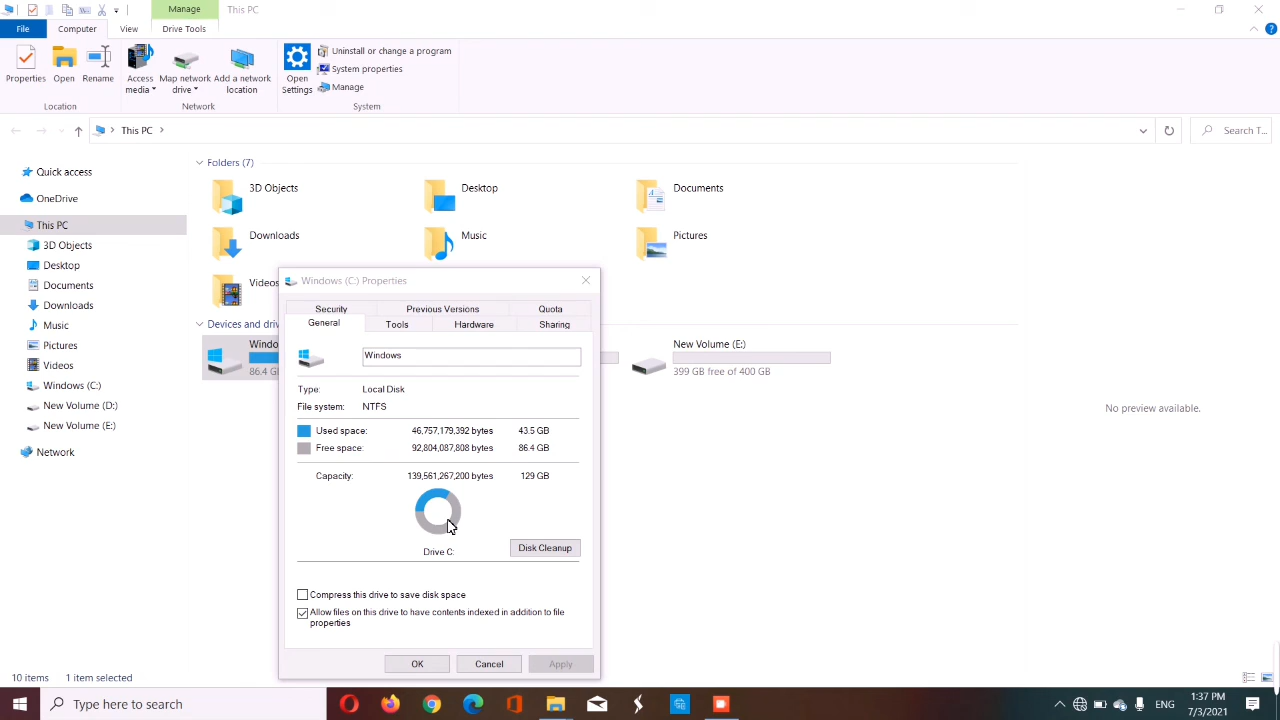 Manage
This PC
File
Computer
View
Drive Tools
Properties
Open
Rename
Access media
Map network drive
Add a network location
Open Settings
Uninstall or change a program
System properties
Manage
Location
Network
System
This PC
Search T...
Quick access
OneDrive
This PC
3D Objects
Desktop
Documents
Downloads
Music
Pictures
Videos
Windows (C:)
New Volume (D:)
New Volume (E:)
Network
Folders (7)
3D Objects
Desktop
Documents
Downloads
Music
Pictures
Videos
Devices and driv
Windo
86.4 G
New Volume (E:)
399 GB free of 400 GB
No preview available.
Windows (C:) Properties
Security
Previous Versions
Quota
General
Tools
Hardware
Sharing
Windows
Type: Local Disk
File system: NTFS
Used space: 46,757,179,392 bytes 43.5 GB
Free space: 92,804,087,808 bytes 86.4 GB
Capacity: 139,561,267,200 bytes 129 GB
Drive C:
Disk Cleanup
Compress this drive to save disk space
Allow files on this drive to have contents indexed in addition to file
properties
OK
Cancel
Apply
10 items
1 item selected
Type here to search
ENG
1:37 PM
7/3/2021